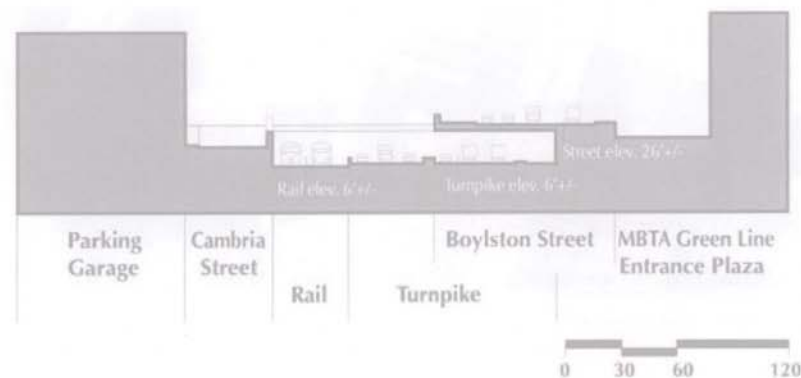 Street elev. 26'+/-
Rail elev. 6'+/-
Turnpike elev. 6'+/-
Parking
Garage
Cambria
Street
Boylston Street
MBTA Green Line
Entrance Plaza
Rail
Turnpike
0 30 60 120